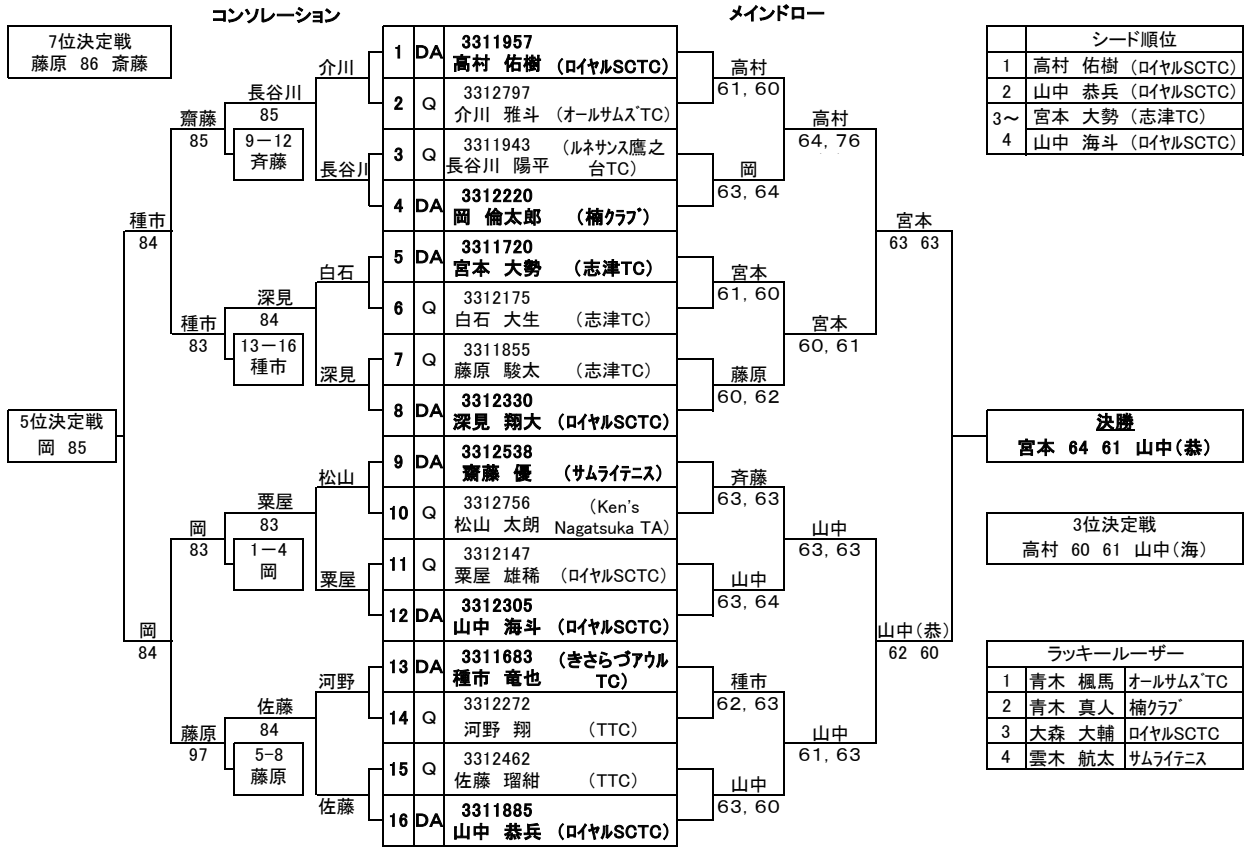 コンソレーション
メインドロー
7位決定戦
藤原 86 斎藤
5位決定戦
岡 85
種市
84
岡
84
齋藤
85
種市
83
岡
83
藤原
97
長谷川
85
9－12
斉藤
深見
84
13－16
種市
粟屋
83
1－4
岡
佐藤
84
5-8
藤原
介川
長谷川
白石
深見
松山
粟屋
河野
佐藤
1 DA 3311957
高村 佑樹 (ロイヤルSCTC)
2 Q 3312797
介川 雅斗 (オールサムズTC)
3 Q 3311943
長谷川 陽平 (ルネサンス鷹之台TC)
4 DA 3312220
岡 倫太郎 (楠クラブ)
5 DA 3311720
宮本 大勢 (志津TC)
6 Q 3312175
白石 大生 (志津TC)
7 Q 3311855
藤原 駿太 (志津TC)
8 DA 3312330
深見 翔大 (ロイヤルSCTC)
9 DA 3312538
齋藤 優 (サムライテニス)
10 Q 3312756
松山 太朗 (Ken's Nagatsuka TA)
11 Q 3312147
粟屋 雄稀 (ロイヤルSCTC)
12 DA 3312305
山中 海斗 (ロイヤルSCTC)
13 DA 3311683
種市 竜也 (きさらづアウルTC)
14 Q 3312272
河野 翔 (TTC)
15 Q 3312462
佐藤 瑠紺 (TTC)
16 DA 3311885
山中 恭兵 (ロイヤルSCTC)
高村
61, 60
岡
63, 64
宮本
61, 60
藤原
60, 62
斉藤
63, 63
山中
63, 64
種市
62, 63
山中
63, 60
高村
64, 76
宮本
60, 61
山中
63, 63
山中
61, 63
宮本
63 63
山中(恭)
62 60
シード順位
1 高村 佑樹 (ロイヤルSCTC)
2 山中 恭兵 (ロイヤルSCTC)
3～ 宮本 大勢 (志津TC)
4 山中 海斗 (ロイヤルSCTC)
決勝
宮本 64 61 山中(恭)
3位決定戦
高村 60 61 山中(海)
ラッキールーザー
1 青木 楓馬 オールサムズTC
2 青木 真人 楠クラブ
3 大森 大輔 ロイヤルSCTC
4 雲木 航太 サムライテニス